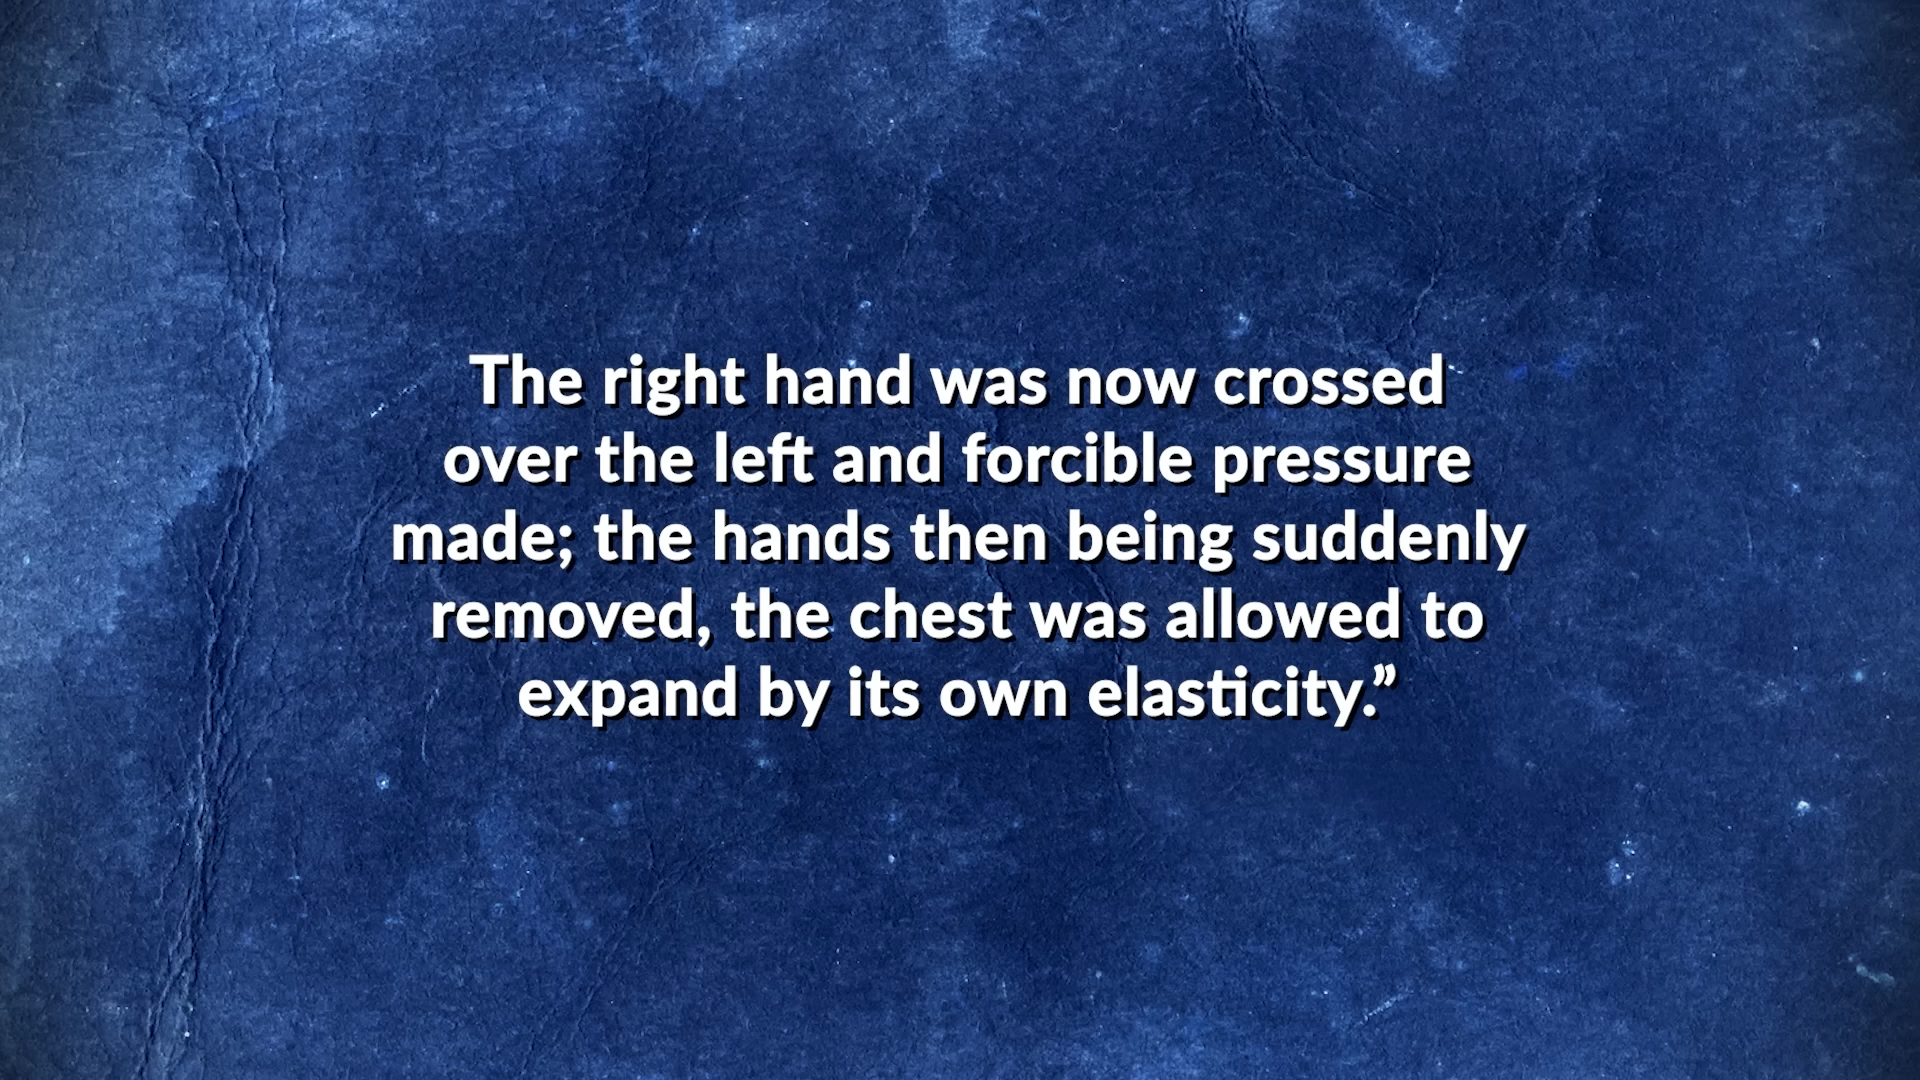 The right hand was now crossed
over the left and forcible pressure
made; the hands then being suddenly
removed, the chest was allowed to
expand by its own elasticity.”